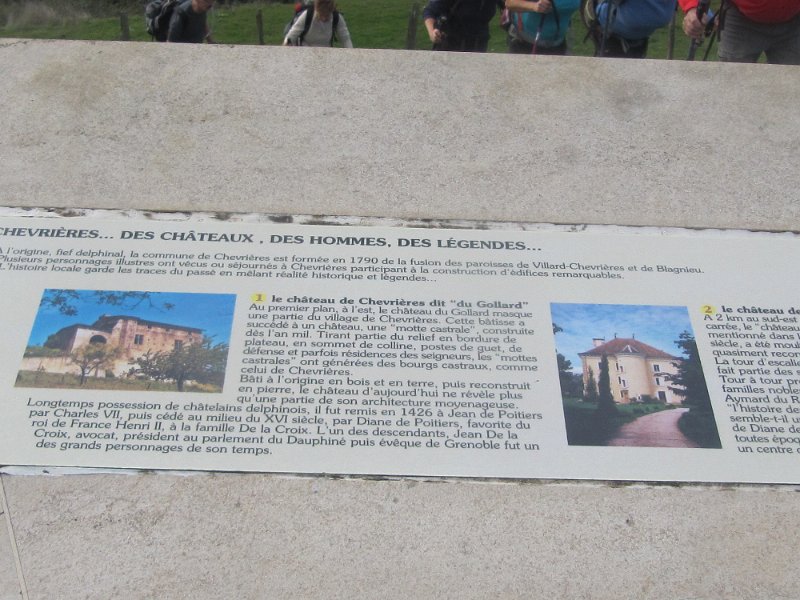 CHEVRIÈRES... DES CHÂTEAUX , DES HOMMES, DES LÉGENDES...
A l'origine, fief delphinal, la commune de Chevrières est formée en 1790 de la fusion des paroisses de Villard-Chevrières et de Blagnieu.
Plusieurs personnages illustres ont vécus ou séjournés à Chevrières participant à la construction d'édifices remarquables.
L'histoire locale garde les traces du passé en mêlant réalité historique et légendes...
1 le château de Chevrières dit "du Gollard"
Au premier plan, à l'est, le château du Gollard masque
une partie du village de Chevrières. Cette bâtisse a
succédé à un château, une "motte castrale", construite
dès l'an mil. Tirant partie du relief en bordure de
plateau, en sommet de colline, postes de guet, de
défense et parfois résidences des seigneurs, les "mottes
castrales" ont générées des bourgs castraux, comme
celui de Chevrières.
Bâti à l'origine en bois et en terre, puis reconstruit
en pierre, le château d'aujourd'hui ne révèle plus
qu'une partie de son architecture moyenageuse.
Longtemps possession de châtelains delphinois, il fut remis en 1426 à Jean de Poitiers
par Charles VII, puis cédé au milieu du XVI siècle, par Diane de Poitiers, favorite du
roi de France Henri II, à la famille De la Croix. L'un des descendants, Jean De la
Croix, avocat, président au parlement du Dauphiné puis évêque de Grenoble fut un
des grands personnages de son temps.
2 le château de
A 2 km au sud-est
carrée, le "château
mentionné dans l
siècle, a été mou
quasiment recon
La tour d'escalie
fait partie des s
Tour à tour pro
familles noble
Aymard du R
"l'histoire de
semble-t-il u
de Diane de
toutes époq
un centre